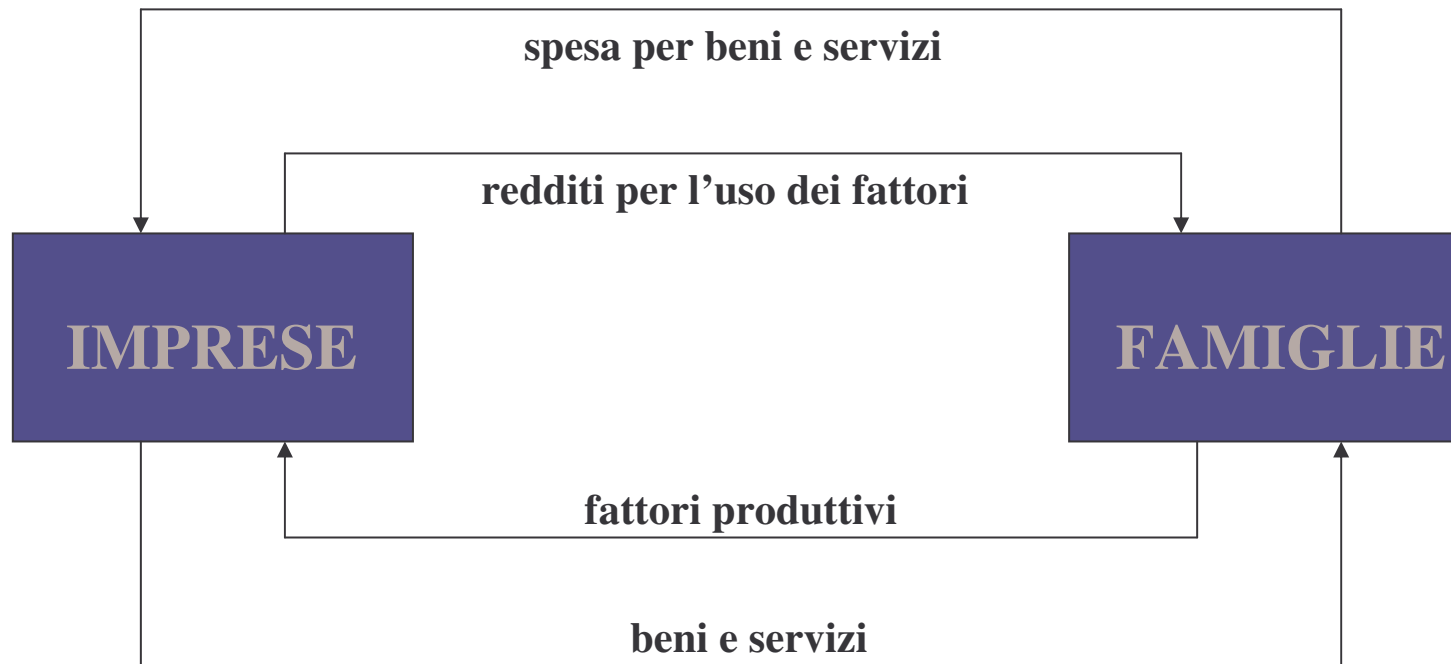 spesa per beni e servizi
redditi per l’uso dei fattori
IMPRESE
FAMIGLIE
fattori produttivi
beni e servizi